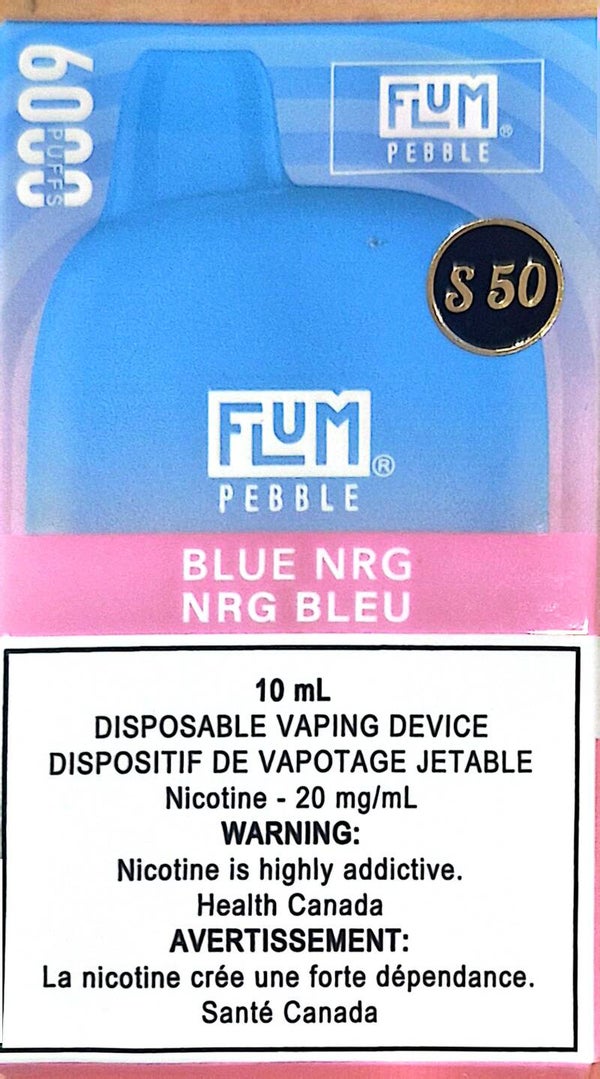 6000
PUFFS
FLUM®
PEBBLE
S 50
FLUM®
PEBBLE
BLUE NRG
NRG BLEU
10 mL
DISPOSABLE VAPING DEVICE
DISPOSITIF DE VAPOTAGE JETABLE
Nicotine - 20 mg/mL
WARNING:
Nicotine is highly addictive.
Health Canada
AVERTISSEMENT:
La nicotine crée une forte dépendance.
Santé Canada